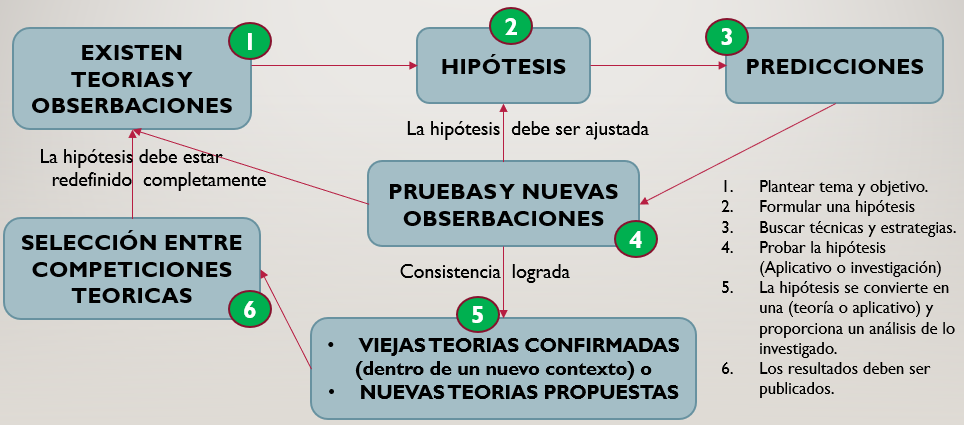 1
EXISTEN
TEORIAS Y
OBSERBACIONES
2
HIPÓTESIS
3
PREDICCIONES
La hipótesis debe ser ajustada
La hipótesis debe estar
redefinido completamente
PRUEBAS Y NUEVAS
OBSERBACIONES
4
SELECCIÓN ENTRE
COMPETICIONES
TEORICAS
6
Consistencia lograda
5
• VIEJAS TEORIAS CONFIRMADAS
(dentro de un nuevo contexto) o
• NUEVAS TEORIAS PROPUESTAS
1. Plantear tema y objetivo.
2. Formular una hipótesis
3. Buscar técnicas y estrategias.
4. Probar la hipótesis
(Aplicativo o investigación)
5. La hipótesis se convierte en
una (teoría o aplicativo) y
proporciona un análisis de lo
investigado.
6. Los resultados deben ser
publicados.